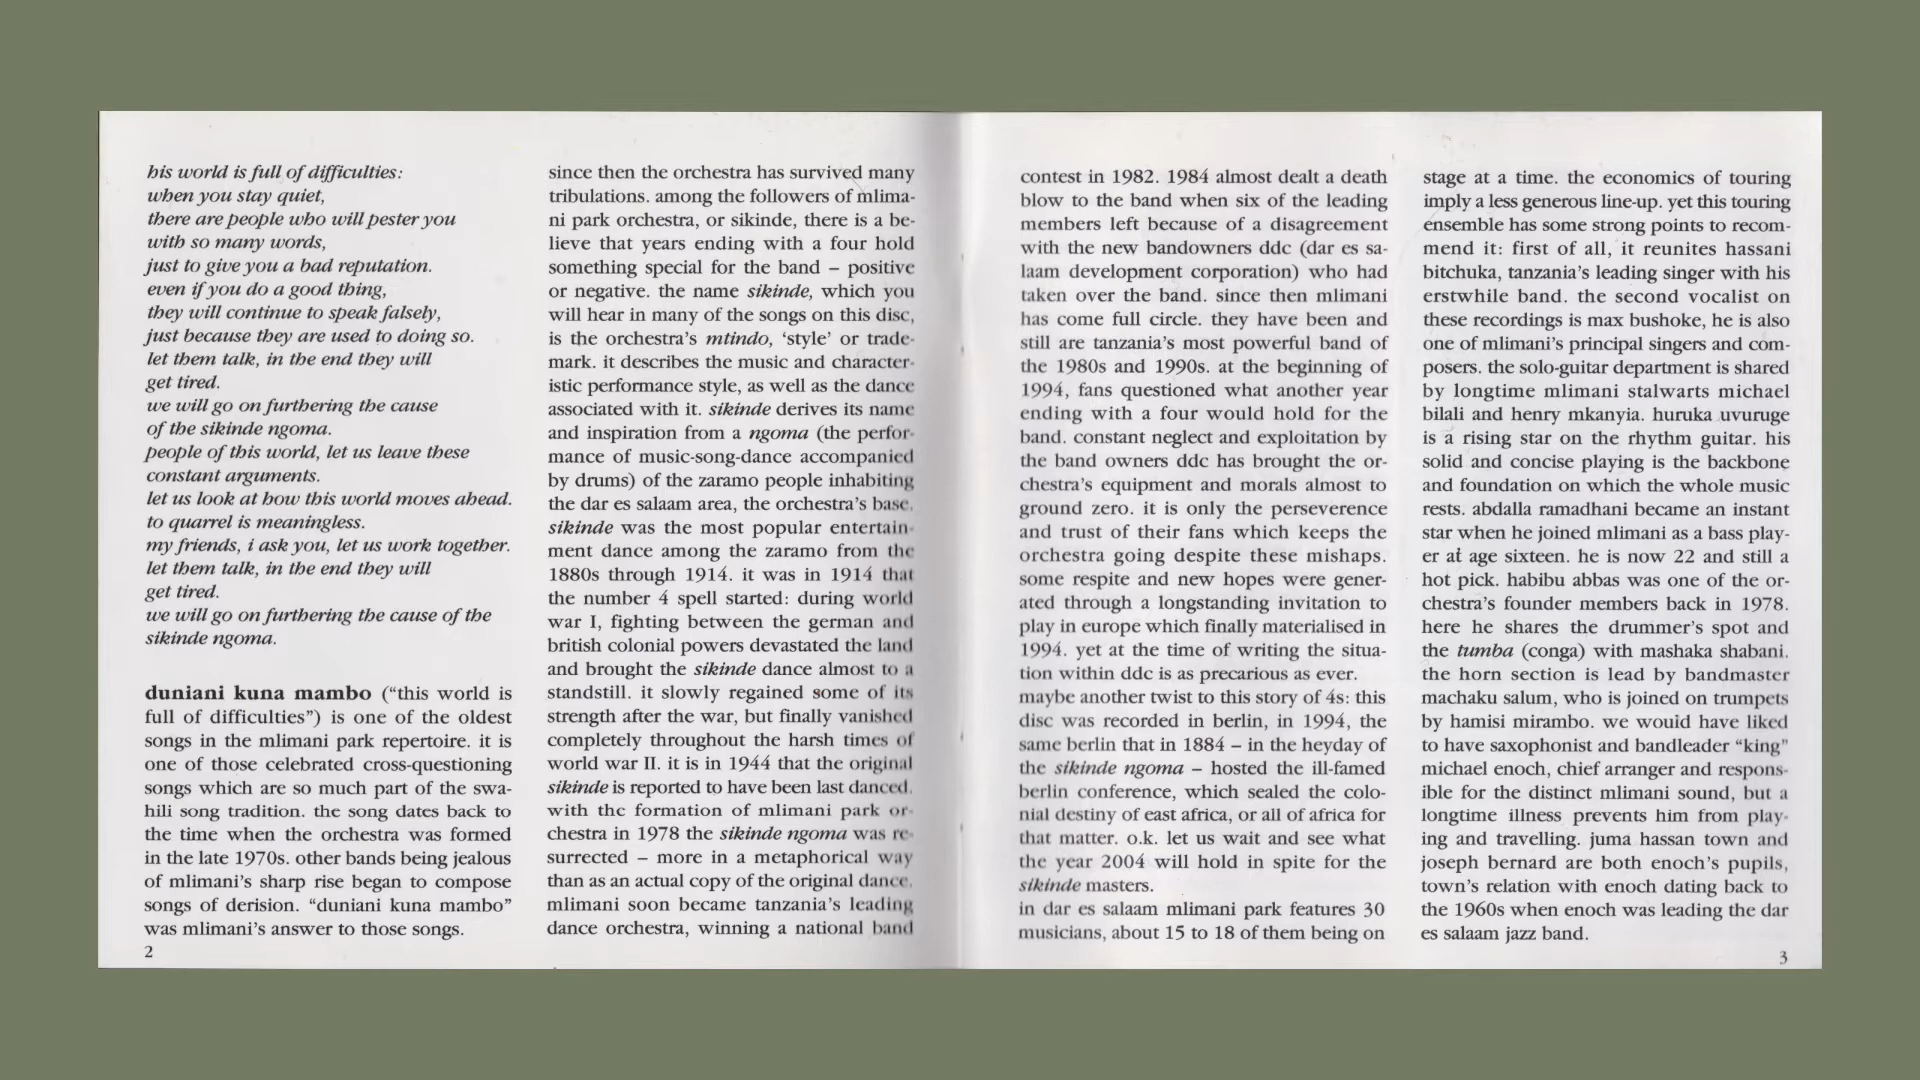 his world is full of difficulties:
when you stay quiet,
there are people who will pester you
with so many words,
just to give you a bad reputation.
even if you do a good thing,
they will continue to speak falsely,
just because they are used to doing so.
let them talk, in the end they will
get tired.
we will go on furthering the cause
of the sikinde ngoma.
people of this world, let us leave these
constant arguments.
let us look at how this world moves ahead.
to quarrel is meaningless.
my friends, i ask you, let us work together.
let them talk, in the end they will
get tired.
we will go on furthering the cause of the
sikinde ngoma.
duniani kuna mambo (“this world is
full of difficulties”) is one of the oldest
songs in the mlimani park repertoire. it is
one of those celebrated cross-questioning
songs which are so much part of the swa-
hili song tradition. the song dates back to
the time when the orchestra was formed
in the late 1970s. other bands being jealous
of mlimani’s sharp rise began to compose
songs of derision. “duniani kuna mambo”
was mlimani’s answer to those songs.
2
since then the orchestra has survived many
tribulations. among the followers of mlima-
ni park orchestra, or sikinde, there is a be-
lieve that years ending with a four hold
something special for the band – positive
or negative. the name sikinde, which you
will hear in many of the songs on this disc,
is the orchestra’s mtindo, ‘style’ or trade-
mark. it describes the music and character-
istic performance style, as well as the dance
associated with it. sikinde derives its name
and inspiration from a ngoma (the perfor-
mance of music-song-dance accompanied
by drums) of the zaramo people inhabiting
the dar es salaam area, the orchestra’s base.
sikinde was the most popular entertain-
ment dance among the zaramo from the
1880s through 1914. it was in 1914 that
the number 4 spell started: during world
war I, fighting between the german and
british colonial powers devastated the land
and brought the sikinde dance almost to a
standstill. it slowly regained some of its
strength after the war, but finally vanished
completely throughout the harsh times of
world war II. it is in 1944 that the original
sikinde is reported to have been last danced.
with the formation of mlimani park or-
chestra in 1978 the sikinde ngoma was re-
surrected – more in a metaphorical way
than as an actual copy of the original dance.
mlimani soon became tanzania’s leading
dance orchestra, winning a national band
contest in 1982. 1984 almost dealt a death
blow to the band when six of the leading
members left because of a disagreement
with the new bandowners ddc (dar es sa-
laam development corporation) who had
taken over the band. since then mlimani
has come full circle. they have been and
still are tanzania’s most powerful band of
the 1980s and 1990s. at the beginning of
1994, fans questioned what another year
ending with a four would hold for the
band. constant neglect and exploitation by
the band owners ddc has brought the or-
chestra’s equipment and morals almost to
ground zero. it is only the perseverence
and trust of their fans which keeps the
orchestra going despite these mishaps.
some respite and new hopes were gener-
ated through a longstanding invitation to
play in europe which finally materialised in
1994. yet at the time of writing the situa-
tion within ddc is as precarious as ever.
maybe another twist to this story of 4s: this
disc was recorded in berlin, in 1994, the
same berlin that in 1884 – in the heyday of
the sikinde ngoma – hosted the ill-famed
berlin conference, which sealed the colo-
nial destiny of east africa, or all of africa for
that matter. o.k. let us wait and see what
the year 2004 will hold in spite for the
sikinde masters.
in dar es salaam mlimani park features 30
musicians, about 15 to 18 of them being on
stage at a time. the economics of touring
imply a less generous line-up. yet this touring
ensemble has some strong points to recom-
mend it: first of all, it reunites hassani
bitchuka, tanzania’s leading singer with his
erstwhile band. the second vocalist on
these recordings is max bushoke, he is also
one of mlimani’s principal singers and com-
posers. the solo-guitar department is shared
by longtime mlimani stalwarts michael
bilali and henry mkanyia. huruka uvuruge
is a rising star on the rhythm guitar. his
solid and concise playing is the backbone
and foundation on which the whole music
rests. abdalla ramadhani became an instant
star when he joined mlimani as a bass play-
er at age sixteen. he is now 22 and still a
hot pick. habibu abbas was one of the or-
chestra’s founder members back in 1978.
here he shares the drummer’s spot and
the tumba (conga) with mashaka shabani.
the horn section is lead by bandmaster
machaku salum, who is joined on trumpets
by hamisi mirambo. we would have liked
to have saxophonist and bandleader “king”
michael enoch, chief arranger and respons-
ible for the distinct mlimani sound, but a
longtime illness prevents him from play-
ing and travelling. juma hassan town and
joseph bernard are both enoch’s pupils,
town’s relation with enoch dating back to
the 1960s when enoch was leading the dar
es salaam jazz band.
3